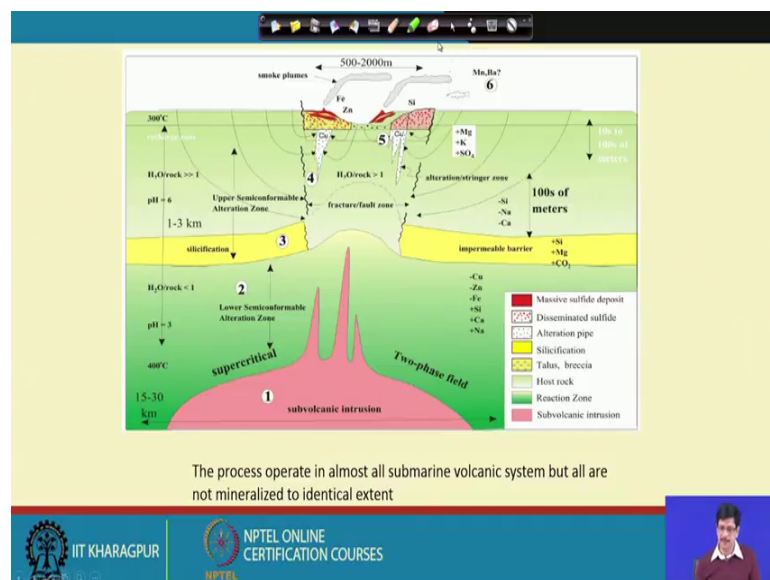 500-2000m
smoke plumes
Mn,Ba?
6
Fe
Si
Zn
300°C
Cu
Cu
5
+Mg
+K
+SO₄
10s to
100s of
meters
4
H₂O/rock >> 1
H₂O/rock > 1
alteration/stringer zone
Upper Semiconformable
Alteration Zone
pH = 6
fracture/fault zone
100s of
meters
-Si
-Na
-Ca
1-3 km
silicification
3
impermeable barrier
+Si
+Mg
+CO₂
H₂O/rock < 1
2
Lower Semiconformable
Alteration Zone
pH = 3
-Cu
-Zn
-Fe
+Si
+Ca
+Na
400°C
supercritical
Two-phase field
15-30
km
1
subvolcanic intrusion
Massive sulfide deposit
Disseminated sulfide
Alteration pipe
Silicification
Talus, breccia
Host rock
Reaction Zone
Subvolcanic intrusion
The process operate in almost all submarine volcanic system but all are
not mineralized to identical extent
IIT KHARAGPUR
NPTEL ONLINE
CERTIFICATION COURSES
NPTEL